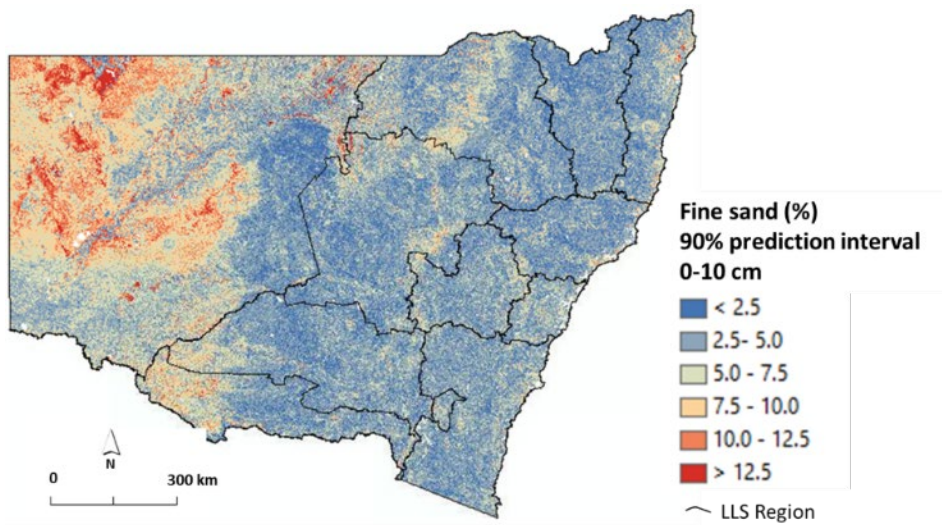 Fine sand (%)
90% prediction interval
0-10 cm
< 2.5
2.5- 5.0
5.0 - 7.5
7.5 - 10.0
10.0 - 12.5
> 12.5
LLS Region
N
0 300 km